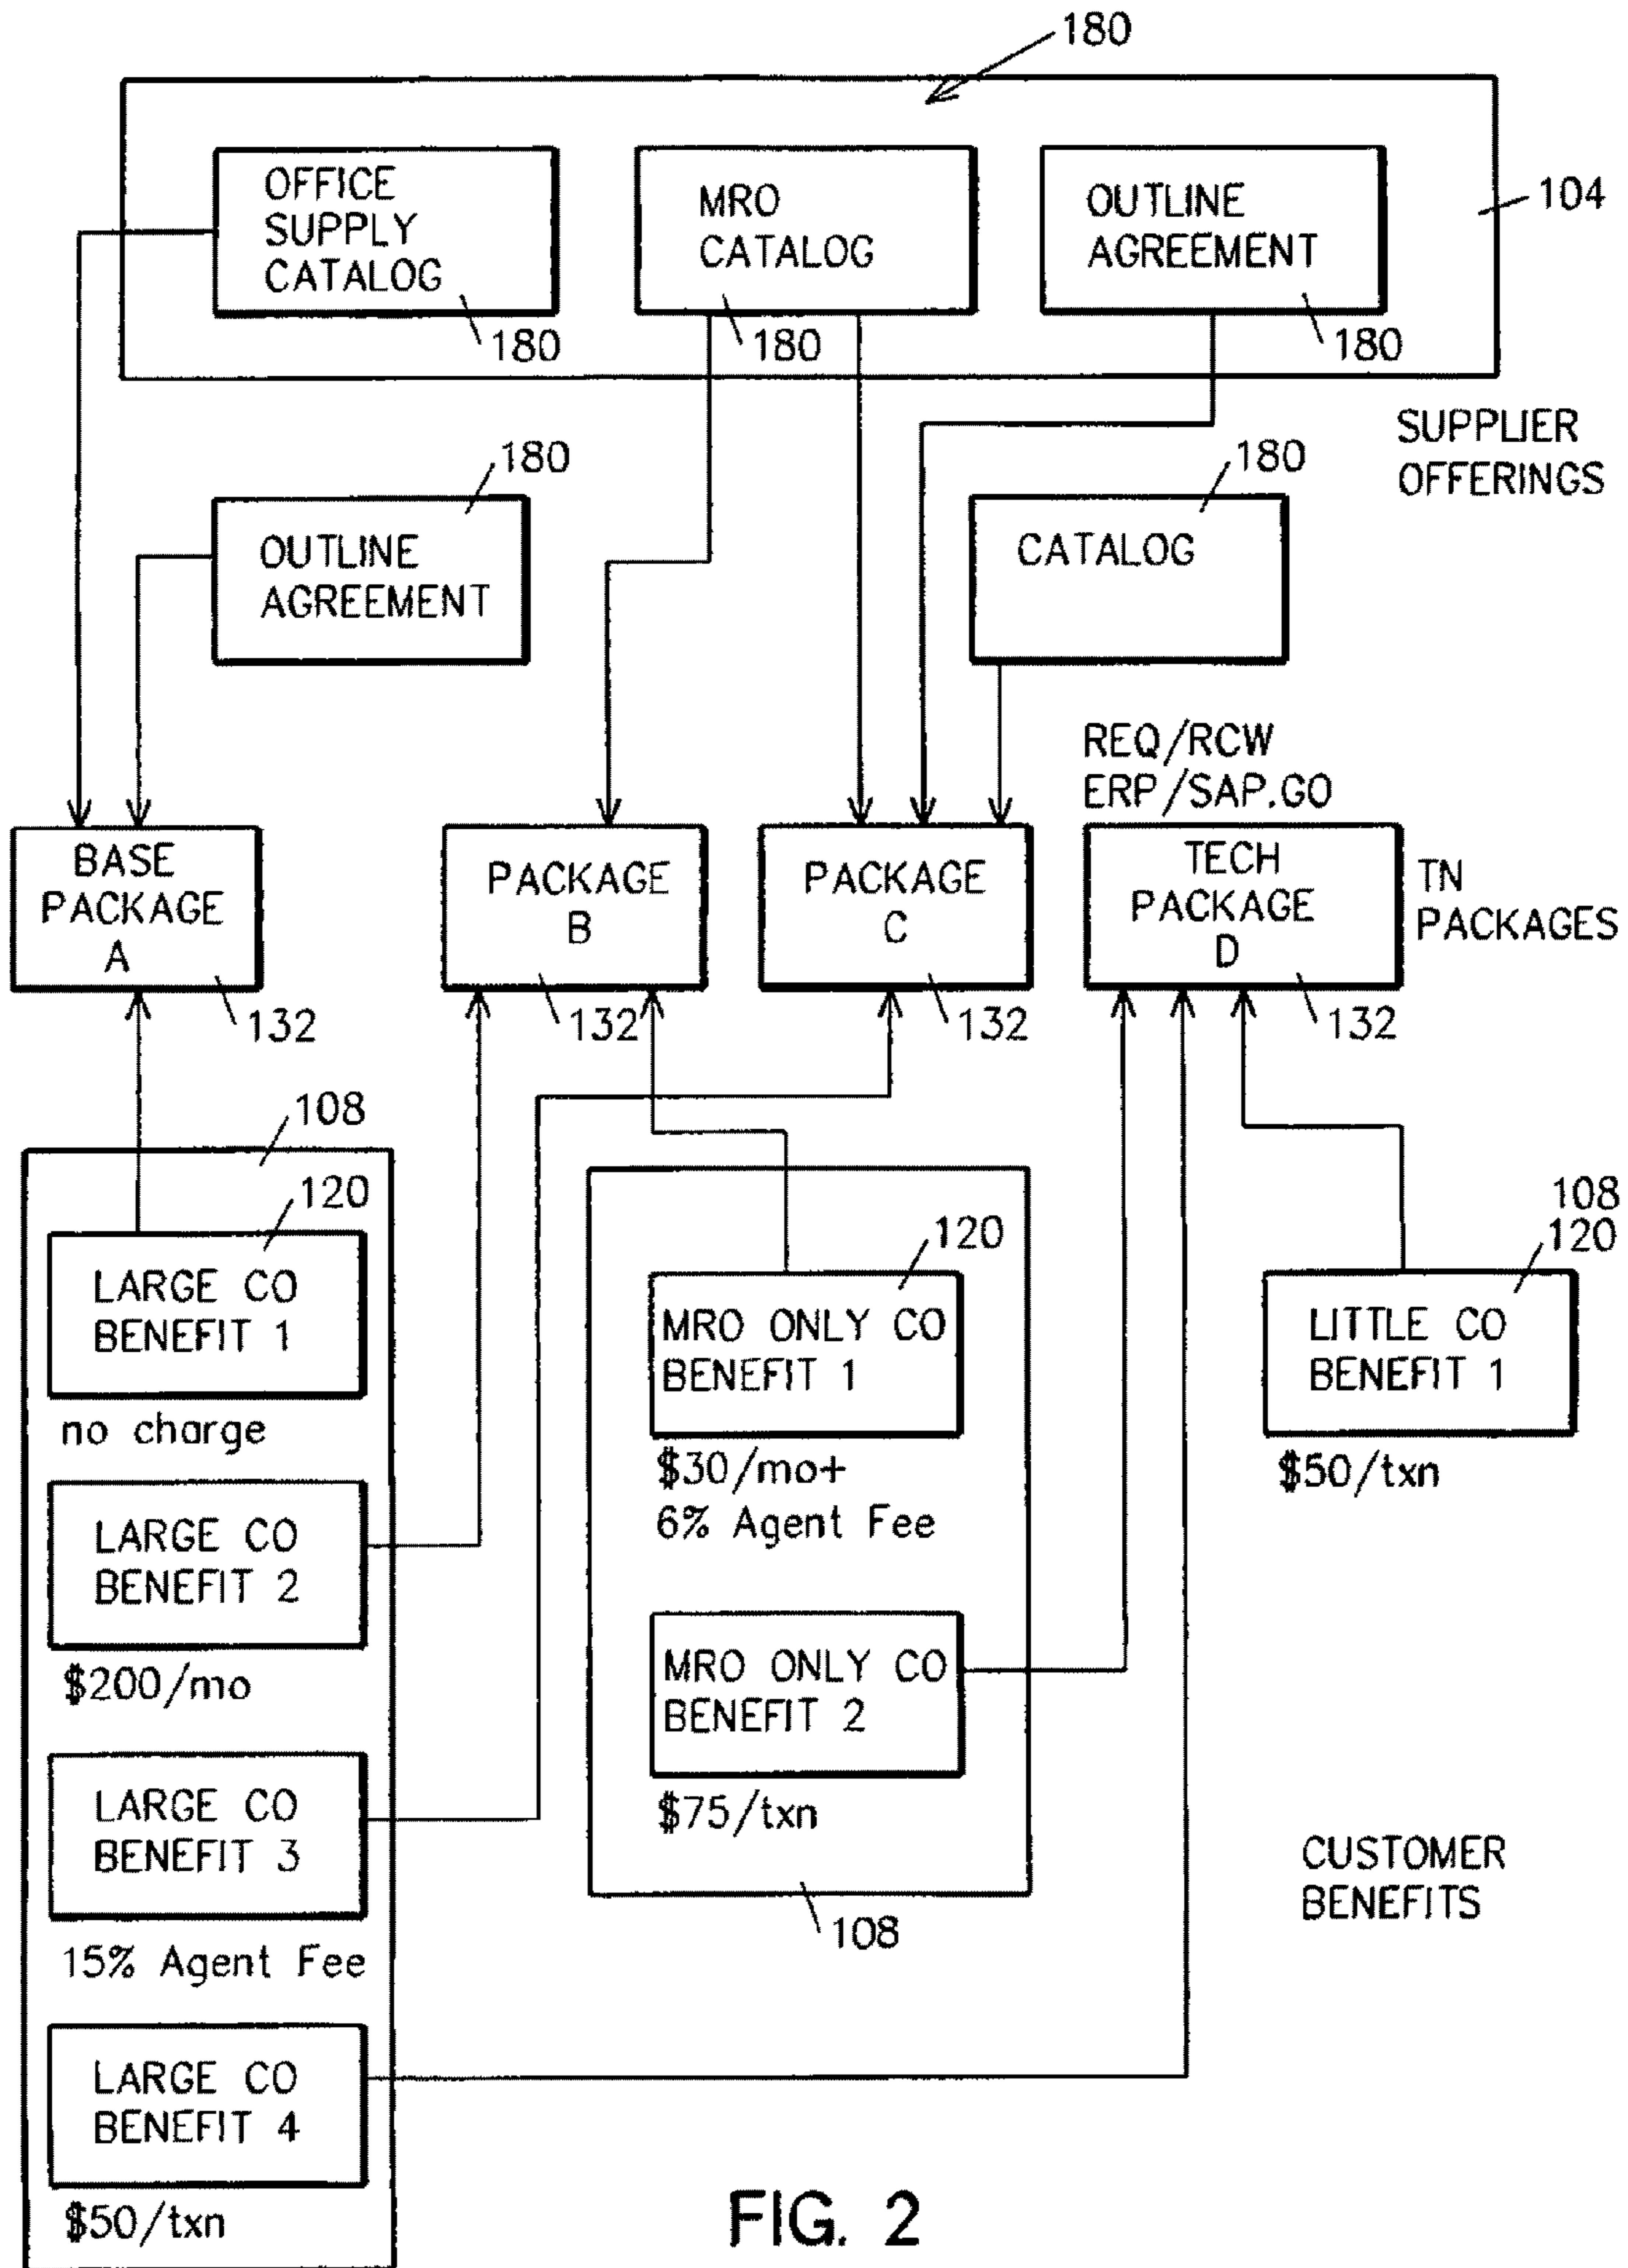 180
104
OFFICE
SUPPLY
CATALOG
180
MRO
CATALOG
180
OUTLINE
AGREEMENT
180
SUPPLIER
OFFERINGS
180
OUTLINE
AGREEMENT
180
CATALOG
REQ/RCW
ERP/SAP.GO
BASE
PACKAGE
A
132
PACKAGE
B
132
PACKAGE
C
132
TECH
PACKAGE
D
132
TN
PACKAGES
108
120
LARGE CO
BENEFIT 1
no charge
LARGE CO
BENEFIT 2
$200/mo
LARGE CO
BENEFIT 3
15% Agent Fee
LARGE CO
BENEFIT 4
$50/txn
120
MRO ONLY CO
BENEFIT 1
$30/mo+
6% Agent Fee
MRO ONLY CO
BENEFIT 2
$75/txn
108
108
120
LITTLE CO
BENEFIT 1
$50/txn
CUSTOMER
BENEFITS
FIG. 2